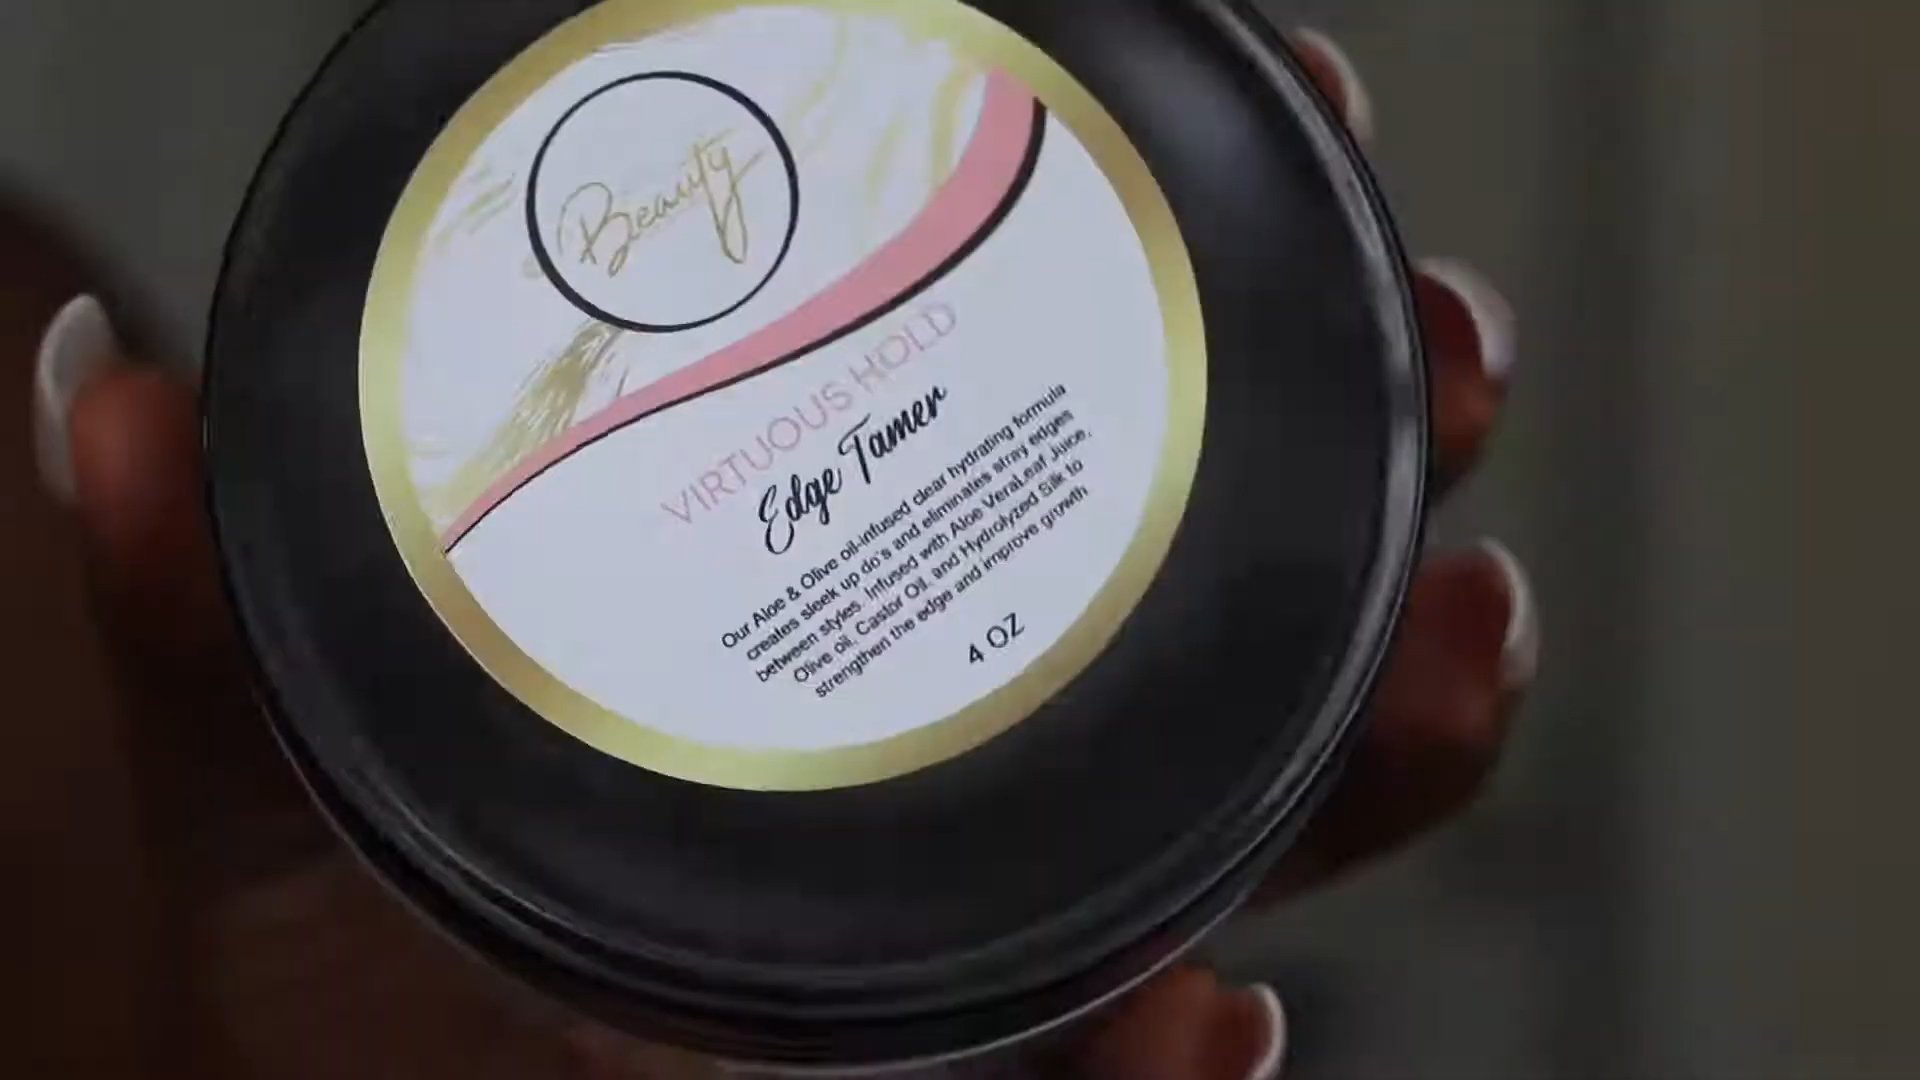 Beauty
VIRTUOUS HOLD
Edge Tamer
Our Aloe & Olive oil-infused clear hydrating formula
creates sleek up do's and eliminates stray edges
between styles. Infused with Aloe VeraLeaf Juice,
Olive oil, Castor Oil, and Hydrolyzed Silk to
strengthen the edge and improve growth
4 OZ